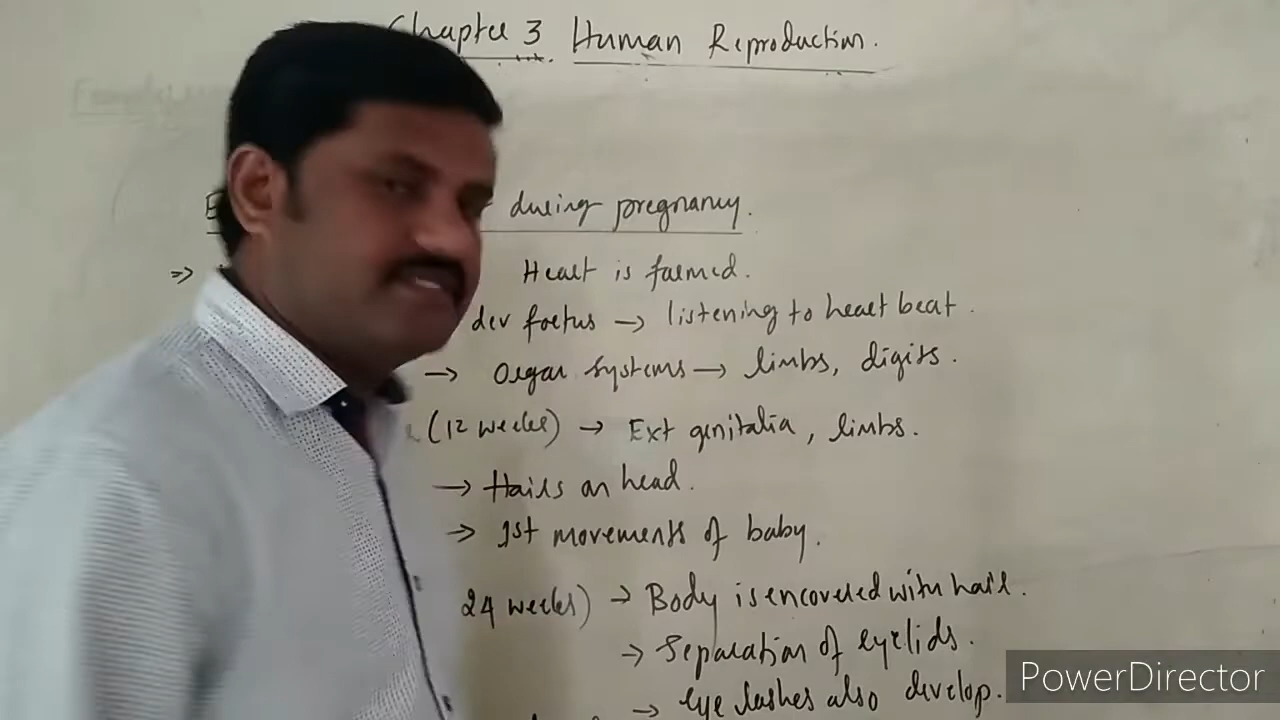 Chapter 3 Human Reproduction.
during pregnancy.
=> Heart is formed.
dev foetus → listening to heart beat.
→ Organ systems → limbs, digits.
(12 weeks) → Ext genitalia, limbs.
→ Hairs on head.
→ 1st movements of baby.
24 weeks) → Body is encovered with hair.
→ Separation of eyelids.
→ eye lashes also develop.
PowerDirector